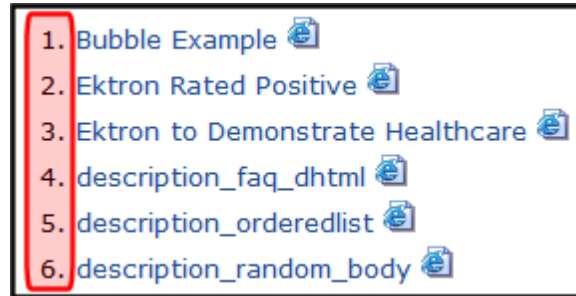 1. Bubble Example
2. Ektron Rated Positive
3. Ektron to Demonstrate Healthcare
4. description_faq_dhtml
5. description_orderedlist
6. description_random_body